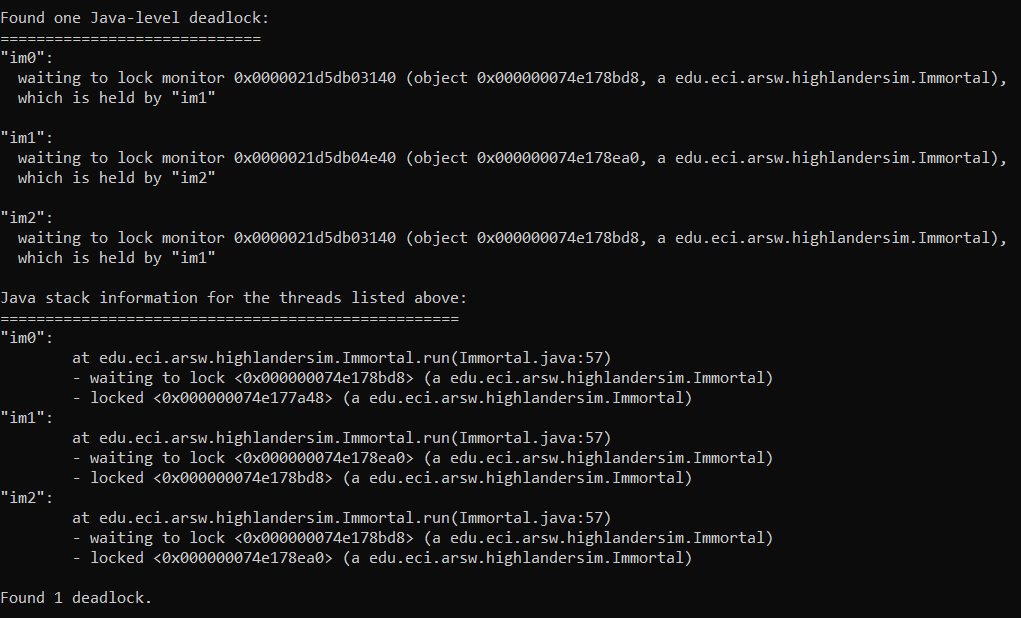 Found one Java-level deadlock:
=============================
"im0":
  waiting to lock monitor 0x0000021d5db03140 (object 0x000000074e178bd8, a edu.eci.arsw.highlandersim.Immortal),
  which is held by "im1"

"im1":
  waiting to lock monitor 0x0000021d5db04e40 (object 0x000000074e178ea0, a edu.eci.arsw.highlandersim.Immortal),
  which is held by "im2"

"im2":
  waiting to lock monitor 0x0000021d5db03140 (object 0x000000074e178bd8, a edu.eci.arsw.highlandersim.Immortal),
  which is held by "im1"

Java stack information for the threads listed above:
===================================================
"im0":
        at edu.eci.arsw.highlandersim.Immortal.run(Immortal.java:57)
        - waiting to lock <0x000000074e178bd8> (a edu.eci.arsw.highlandersim.Immortal)
        - locked <0x000000074e177a48> (a edu.eci.arsw.highlandersim.Immortal)
"im1":
        at edu.eci.arsw.highlandersim.Immortal.run(Immortal.java:57)
        - waiting to lock <0x000000074e178ea0> (a edu.eci.arsw.highlandersim.Immortal)
        - locked <0x000000074e178bd8> (a edu.eci.arsw.highlandersim.Immortal)
"im2":
        at edu.eci.arsw.highlandersim.Immortal.run(Immortal.java:57)
        - waiting to lock <0x000000074e178bd8> (a edu.eci.arsw.highlandersim.Immortal)
        - locked <0x000000074e178ea0> (a edu.eci.arsw.highlandersim.Immortal)

Found 1 deadlock.